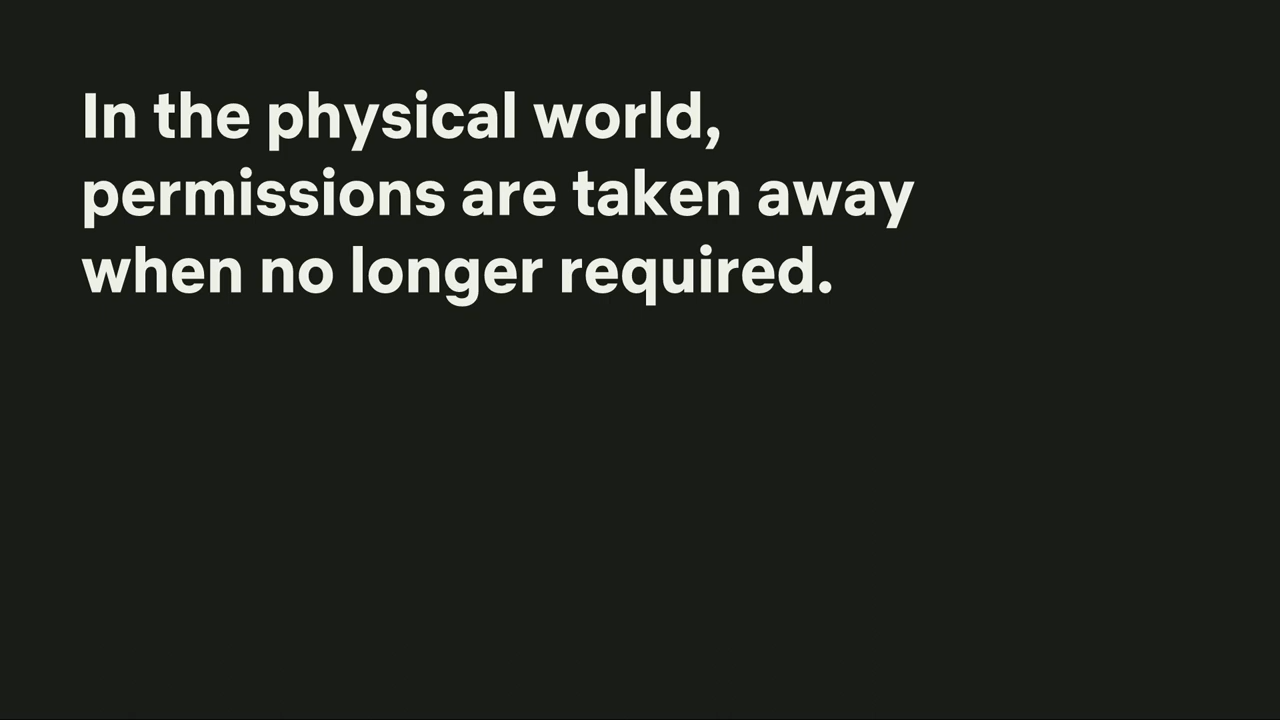 In the physical world,
permissions are taken away
when no longer required.